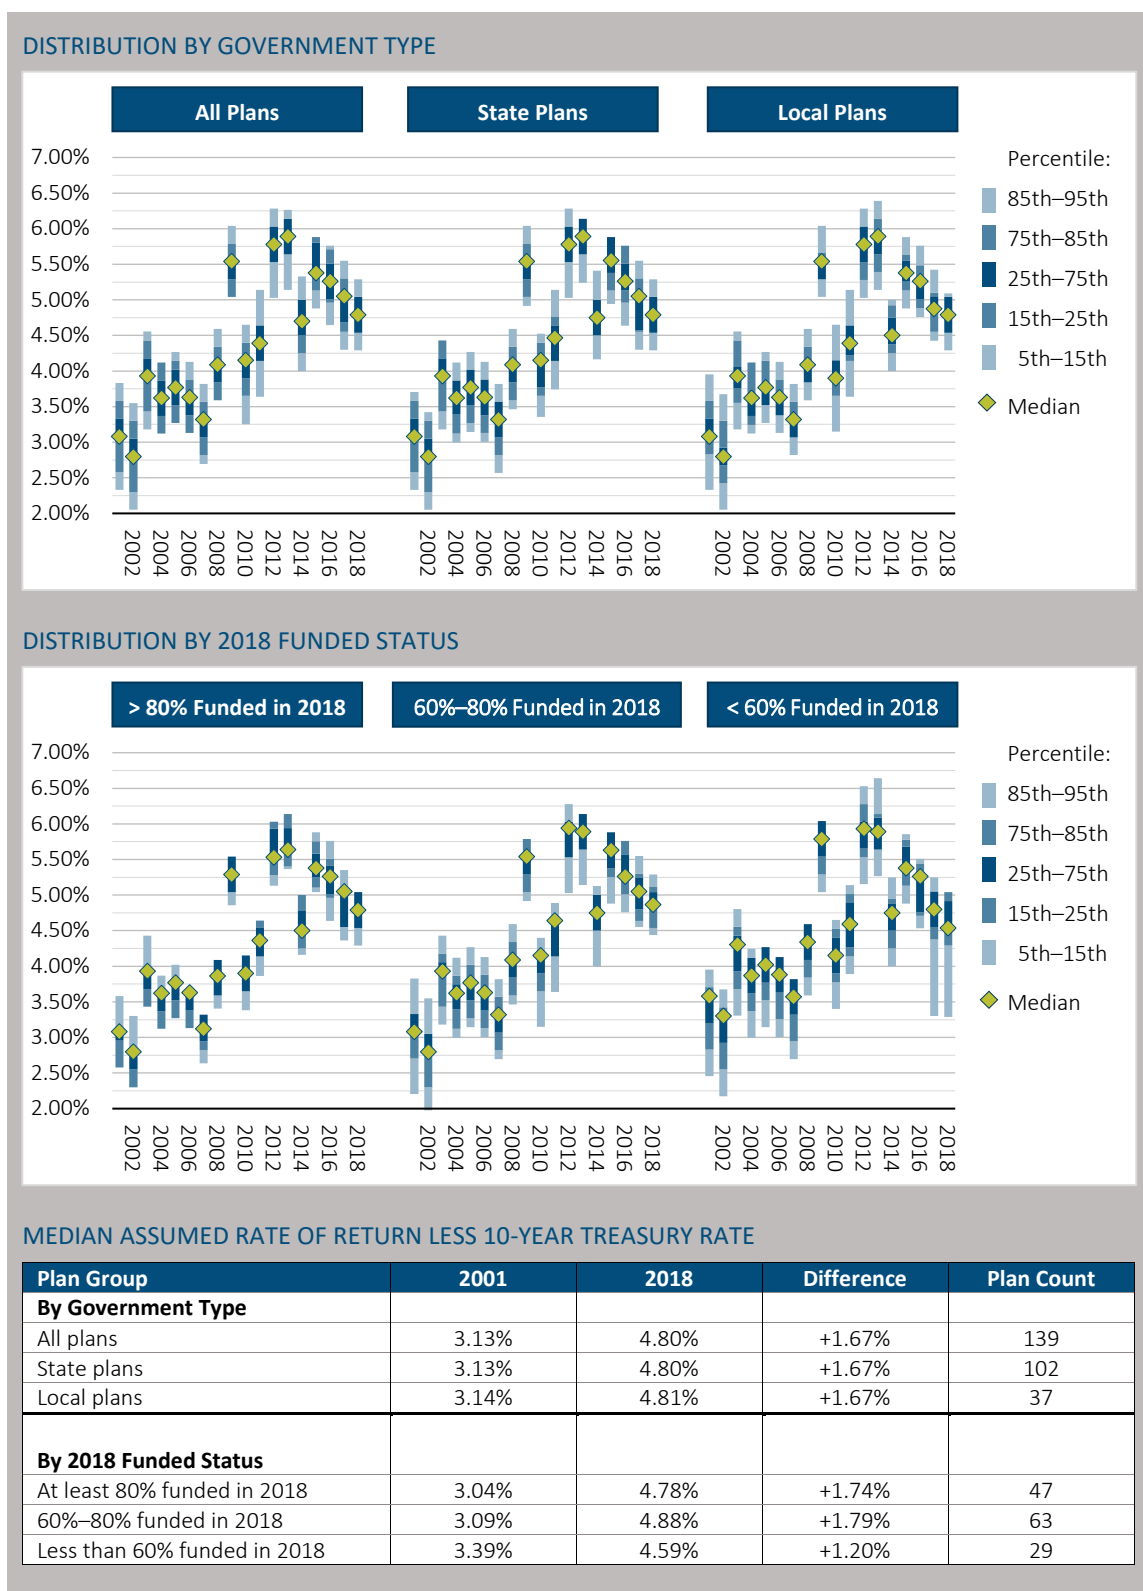 DISTRIBUTION BY GOVERNMENT TYPE
All Plans State Plans Local Plans
7.00%
6.50%
6.00%
5.50%
5.00%
4.50%
4.00%
3.50%
3.00%
2.50%
2.00%
2002 2004 2006 2008 2010 2012 2014 2016 2018
2002 2004 2006 2008 2010 2012 2014 2016 2018
2002 2004 2006 2008 2010 2012 2014 2016 2018
Percentile:
85th–95th
75th–85th
25th–75th
15th–25th
5th–15th
Median
DISTRIBUTION BY 2018 FUNDED STATUS
> 80% Funded in 2018 60%–80% Funded in 2018 < 60% Funded in 2018
7.00%
6.50%
6.00%
5.50%
5.00%
4.50%
4.00%
3.50%
3.00%
2.50%
2.00%
2002 2004 2006 2008 2010 2012 2014 2016 2018
2002 2004 2006 2008 2010 2012 2014 2016 2018
2002 2004 2006 2008 2010 2012 2014 2016 2018
Percentile:
85th–95th
75th–85th
25th–75th
15th–25th
5th–15th
Median
MEDIAN ASSUMED RATE OF RETURN LESS 10-YEAR TREASURY RATE
Plan Group 2001 2018 Difference Plan Count
By Government Type
All plans 3.13% 4.80% +1.67% 139
State plans 3.13% 4.80% +1.67% 102
Local plans 3.14% 4.81% +1.67% 37
By 2018 Funded Status
At least 80% funded in 2018 3.04% 4.78% +1.74% 47
60%–80% funded in 2018 3.09% 4.88% +1.79% 63
Less than 60% funded in 2018 3.39% 4.59% +1.20% 29